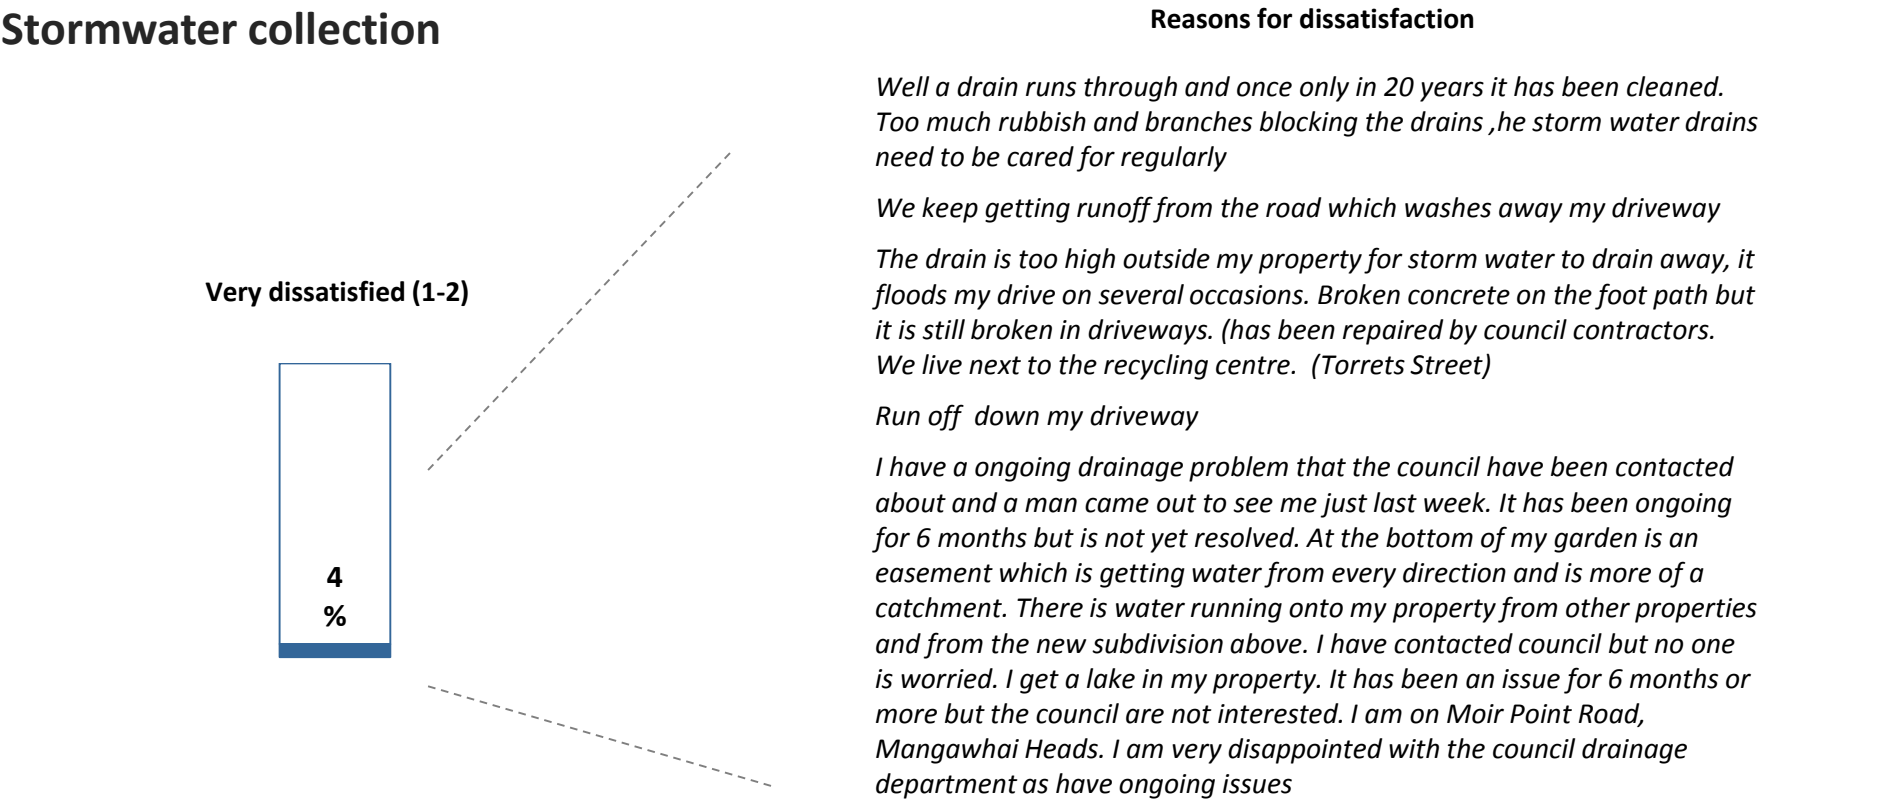 Stormwater collection
Reasons for dissatisfaction
Very dissatisfied (1-2)
4
%
Well a drain runs through and once only in 20 years it has been cleaned.
Too much rubbish and branches blocking the drains ,he storm water drains
need to be cared for regularly
We keep getting runoff from the road which washes away my driveway
The drain is too high outside my property for storm water to drain away, it
floods my drive on several occasions. Broken concrete on the foot path but
it is still broken in driveways. (has been repaired by council contractors.
We live next to the recycling centre.  (Torrets Street)
Run off  down my driveway
I have a ongoing drainage problem that the council have been contacted
about and a man came out to see me just last week. It has been ongoing
for 6 months but is not yet resolved. At the bottom of my garden is an
easement which is getting water from every direction and is more of a
catchment. There is water running onto my property from other properties
and from the new subdivision above. I have contacted council but no one
is worried. I get a lake in my property. It has been an issue for 6 months or
more but the council are not interested. I am on Moir Point Road,
Mangawhai Heads. I am very disappointed with the council drainage
department as have ongoing issues